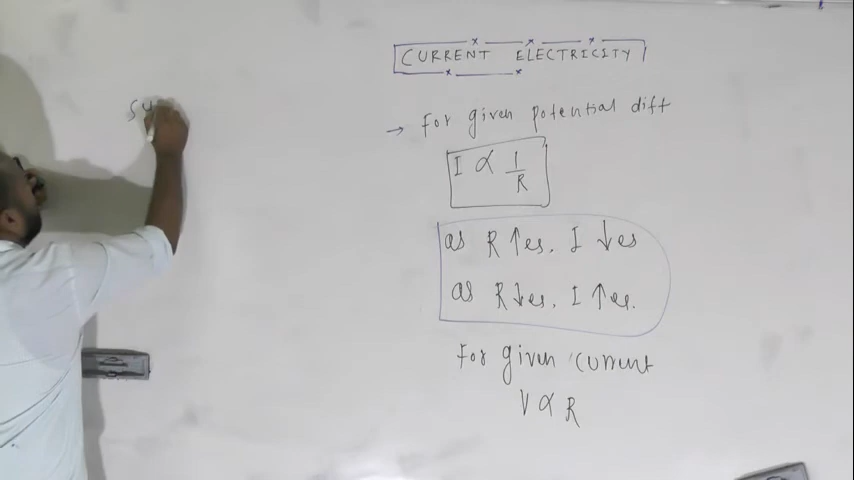 CURRENT ELECTRICITY
→ For given potential diff
I ∝ 1/R
as R ↑es. I ↓es
as R ↓es. I ↑es.
For given current
V ∝ R